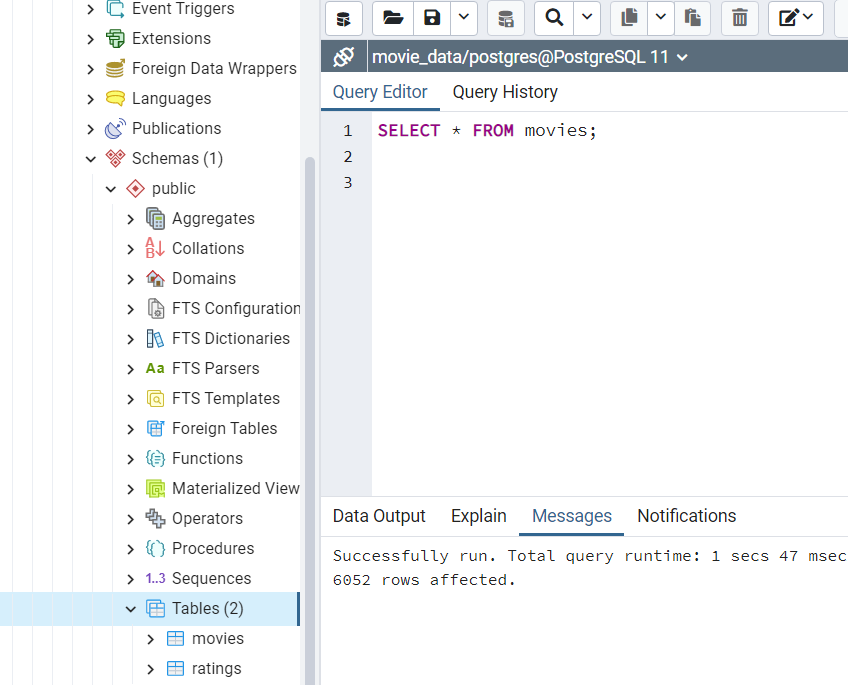 Event Triggers
Extensions
Foreign Data Wrappers
Languages
Publications
Schemas (1)
public
Aggregates
Collations
Domains
FTS Configuration
FTS Dictionaries
Aa FTS Parsers
FTS Templates
Foreign Tables
Functions
Materialized View
Operators
Procedures
1..3 Sequences
Tables (2)
movies
ratings
movie_data/postgres@PostgreSQL 11
Query Editor Query History
1 SELECT * FROM movies;
2
3
Data Output Explain Messages Notifications
Successfully run. Total query runtime: 1 secs 47 msec
6052 rows affected.